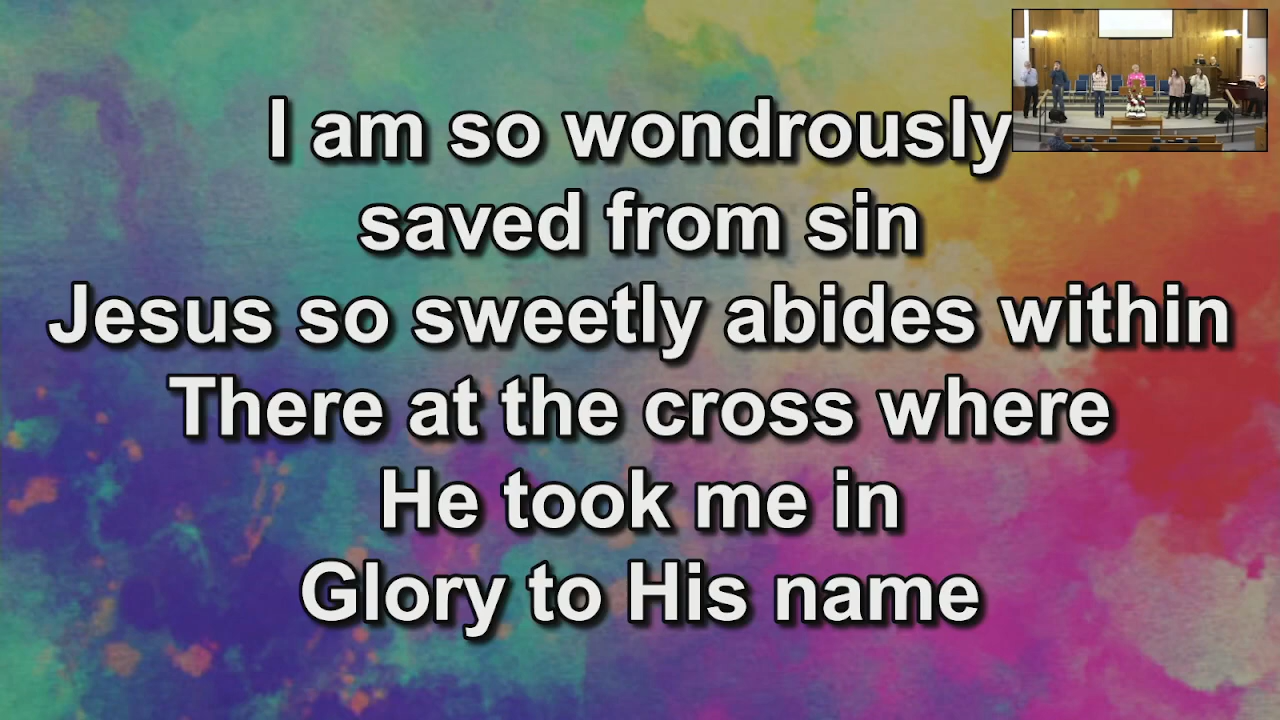 I am so wondrously
saved from sin
Jesus so sweetly abides within
There at the cross where
He took me in
Glory to His name